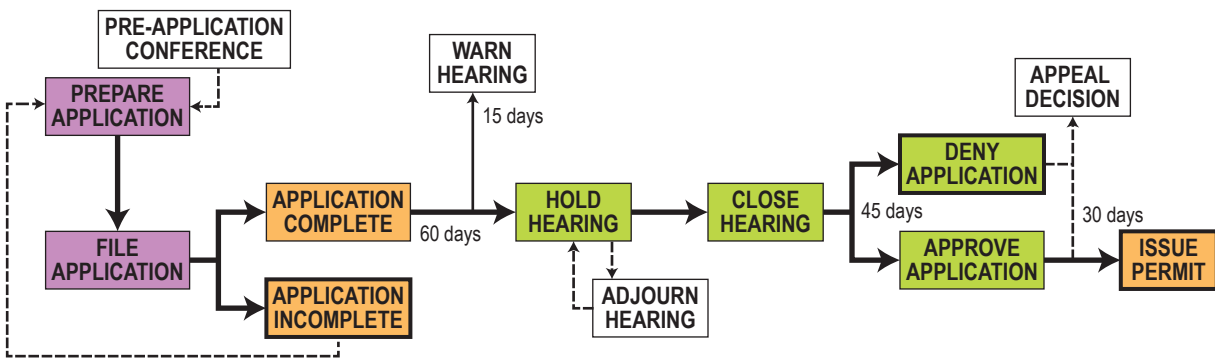 PRE-APPLICATION
CONFERENCE
PREPARE
APPLICATION
FILE
APPLICATION
APPLICATION
COMPLETE
APPLICATION
INCOMPLETE
WARN
HEARING
15 days
60 days
HOLD
HEARING
ADJOURN
HEARING
CLOSE
HEARING
45 days
DENY
APPLICATION
APPROVE
APPLICATION
APPEAL
DECISION
30 days
ISSUE
PERMIT